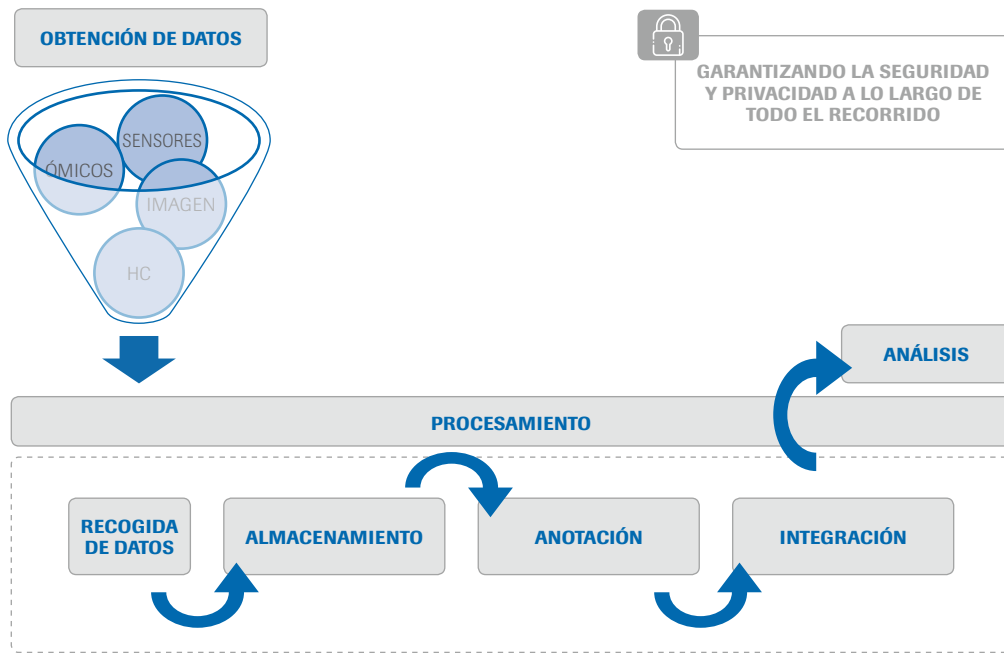 OBTENCIÓN DE DATOS
GARANTIZANDO LA SEGURIDAD
Y PRIVACIDAD A LO LARGO DE
TODO EL RECORRIDO
SENSORES
ÓMICOS
IMAGEN
HC
ANÁLISIS
PROCESAMIENTO
RECOGIDA
DE DATOS
ALMACENAMIENTO
ANOTACIÓN
INTEGRACIÓN